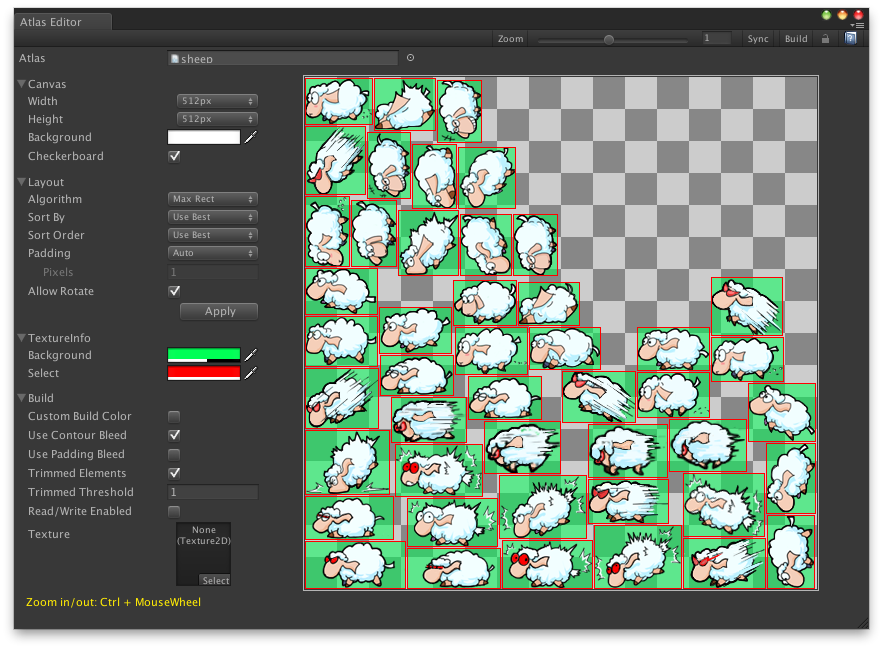 Atlas Editor
Zoom 1 Sync Build
Atlas sheep
Canvas
Width 512px
Height 512px
Background
Checkerboard
Layout
Algorithm Max Rect
Sort By Use Best
Sort Order Use Best
Padding Auto
Pixels 1
Allow Rotate
Apply
TextureInfo
Background
Select
Build
Custom Build Color
Use Contour Bleed
Use Padding Bleed
Trimmed Elements
Trimmed Threshold 1
Read/Write Enabled
Texture
None
(Texture2D)
Select
Zoom in/out: Ctrl + MouseWheel